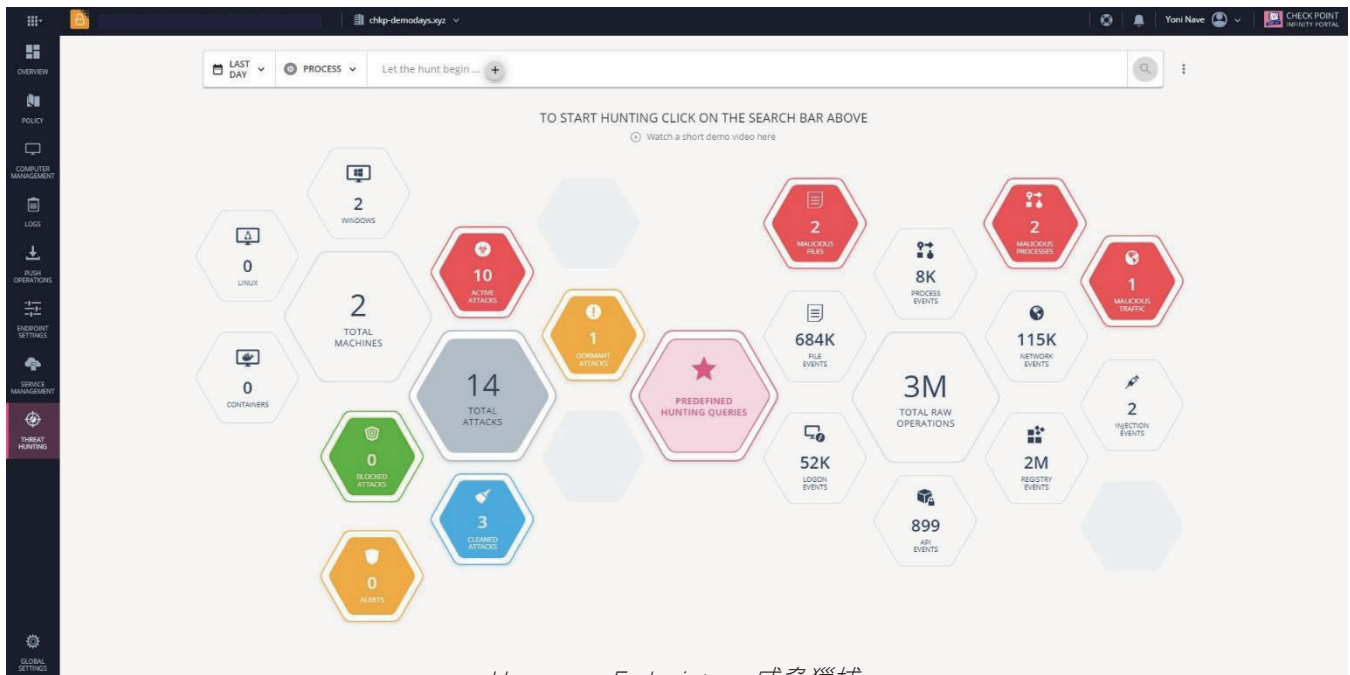 chkp-demodays.xyz
Yoni Nave
CHECK POINT
INFINITY PORTAL
OVERVIEW
POLICY
COMPUTER
MANAGEMENT
LOGS
PUSH
OPERATIONS
ENDPOINT
SETTINGS
SERVICE
MANAGEMENT
THREAT
HUNTING
GLOBAL
SETTINGS
LAST
DAY
PROCESS
Let the hunt begin ...
TO START HUNTING CLICK ON THE SEARCH BAR ABOVE
Watch a short demo video here
2
WINDOWS
0
LINUX
2
TOTAL
MACHINES
0
CONTAINERS
10
ACTIVE
ATTACKS
1
DORMANT
ATTACKS
14
TOTAL
ATTACKS
0
BLOCKED
ATTACKS
3
CLEANED
ATTACKS
0
ALERTS
PREDEFINED
HUNTING QUERIES
2
MALICIOUS
FILES
8K
PROCESS
EVENTS
2
MALICIOUS
PROCESSES
1
MALICIOUS
TRAFFIC
684K
FILE
EVENTS
115K
NETWORK
EVENTS
3M
TOTAL RAW
OPERATIONS
2
INJECTION
EVENTS
52K
LOGON
EVENTS
2M
REGISTRY
EVENTS
899
API
EVENTS